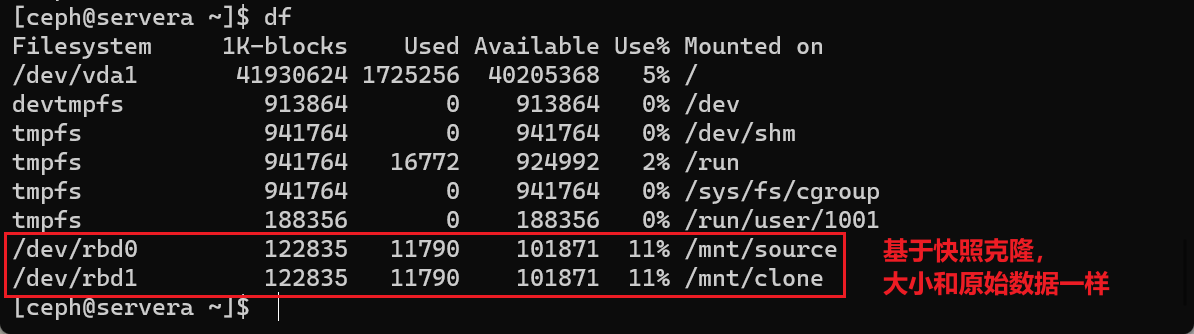 [ceph@servera ~]$ df
Filesystem     1K-blocks    Used Available Use% Mounted on
/dev/vda1       41930624 1725256  40205368   5% /
devtmpfs          913864       0    913864   0% /dev
tmpfs             941764       0    941764   0% /dev/shm
tmpfs             941764   16772    924992   2% /run
tmpfs             941764       0    941764   0% /sys/fs/cgroup
tmpfs             188356       0    188356   0% /run/user/1001
/dev/rbd0         122835   11790    101871  11% /mnt/source
/dev/rbd1         122835   11790    101871  11% /mnt/clone
[ceph@servera ~]$
基于快照克隆，
大小和原始数据一样